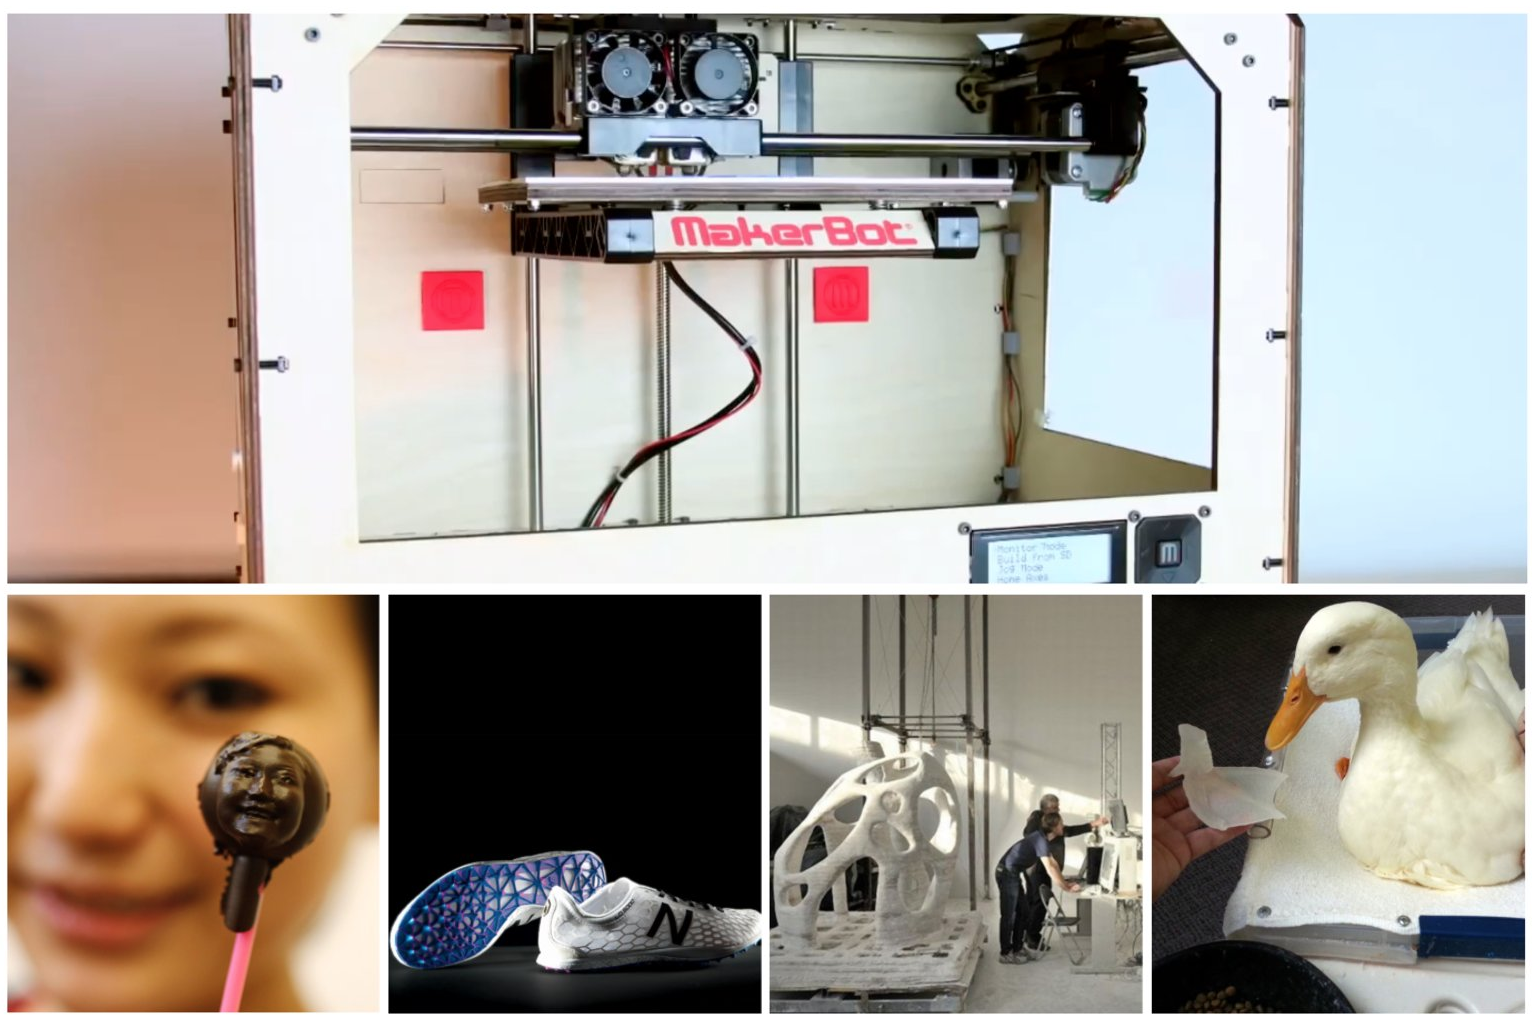 MakerBot
Monitor Mode
Build from SD
Jog Mode
Home Axes
M
N